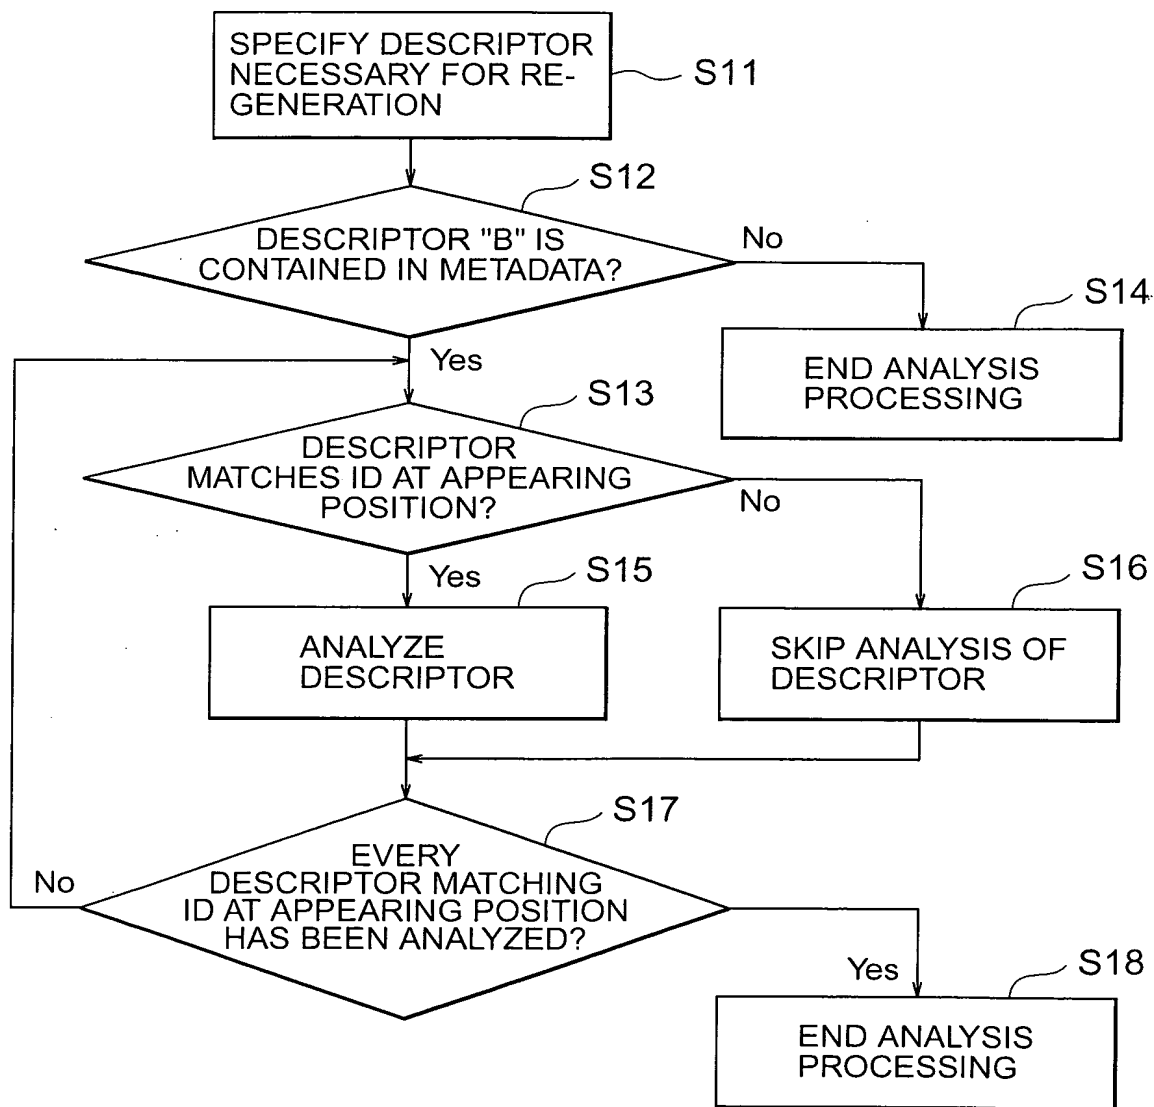 SPECIFY DESCRIPTOR
NECESSARY FOR RE-
GENERATION
S11
S12
DESCRIPTOR "B" IS
CONTAINED IN METADATA?
No
S14
END ANALYSIS
PROCESSING
Yes
S13
DESCRIPTOR
MATCHES ID AT APPEARING
POSITION?
No
Yes
S15
S16
ANALYZE
DESCRIPTOR
SKIP ANALYSIS OF
DESCRIPTOR
S17
EVERY
DESCRIPTOR MATCHING
ID AT APPEARING POSITION
HAS BEEN ANALYZED?
No
Yes
S18
END ANALYSIS
PROCESSING